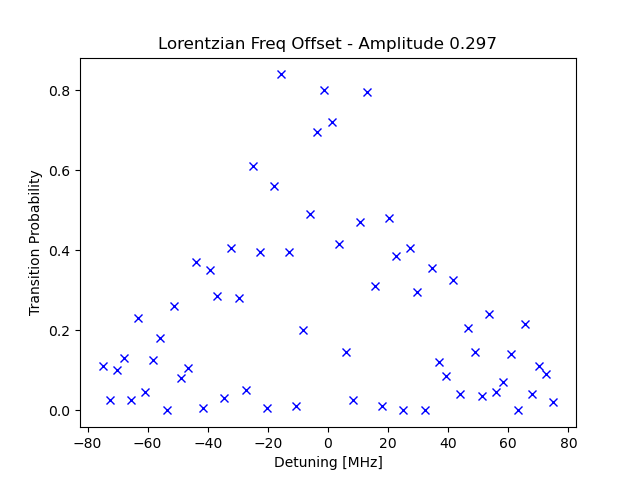 Lorentzian Freq Offset - Amplitude 0.297
Transition Probability
0.8
0.6
0.4
0.2
0.0
−80 −60 −40 −20 0 20 40 60 80
Detuning [MHz]